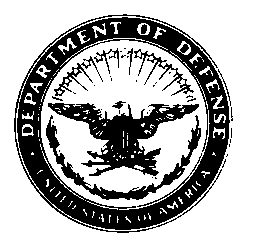 DEPARTMENT OF DEFENSE
UNITED STATES OF AMERICA